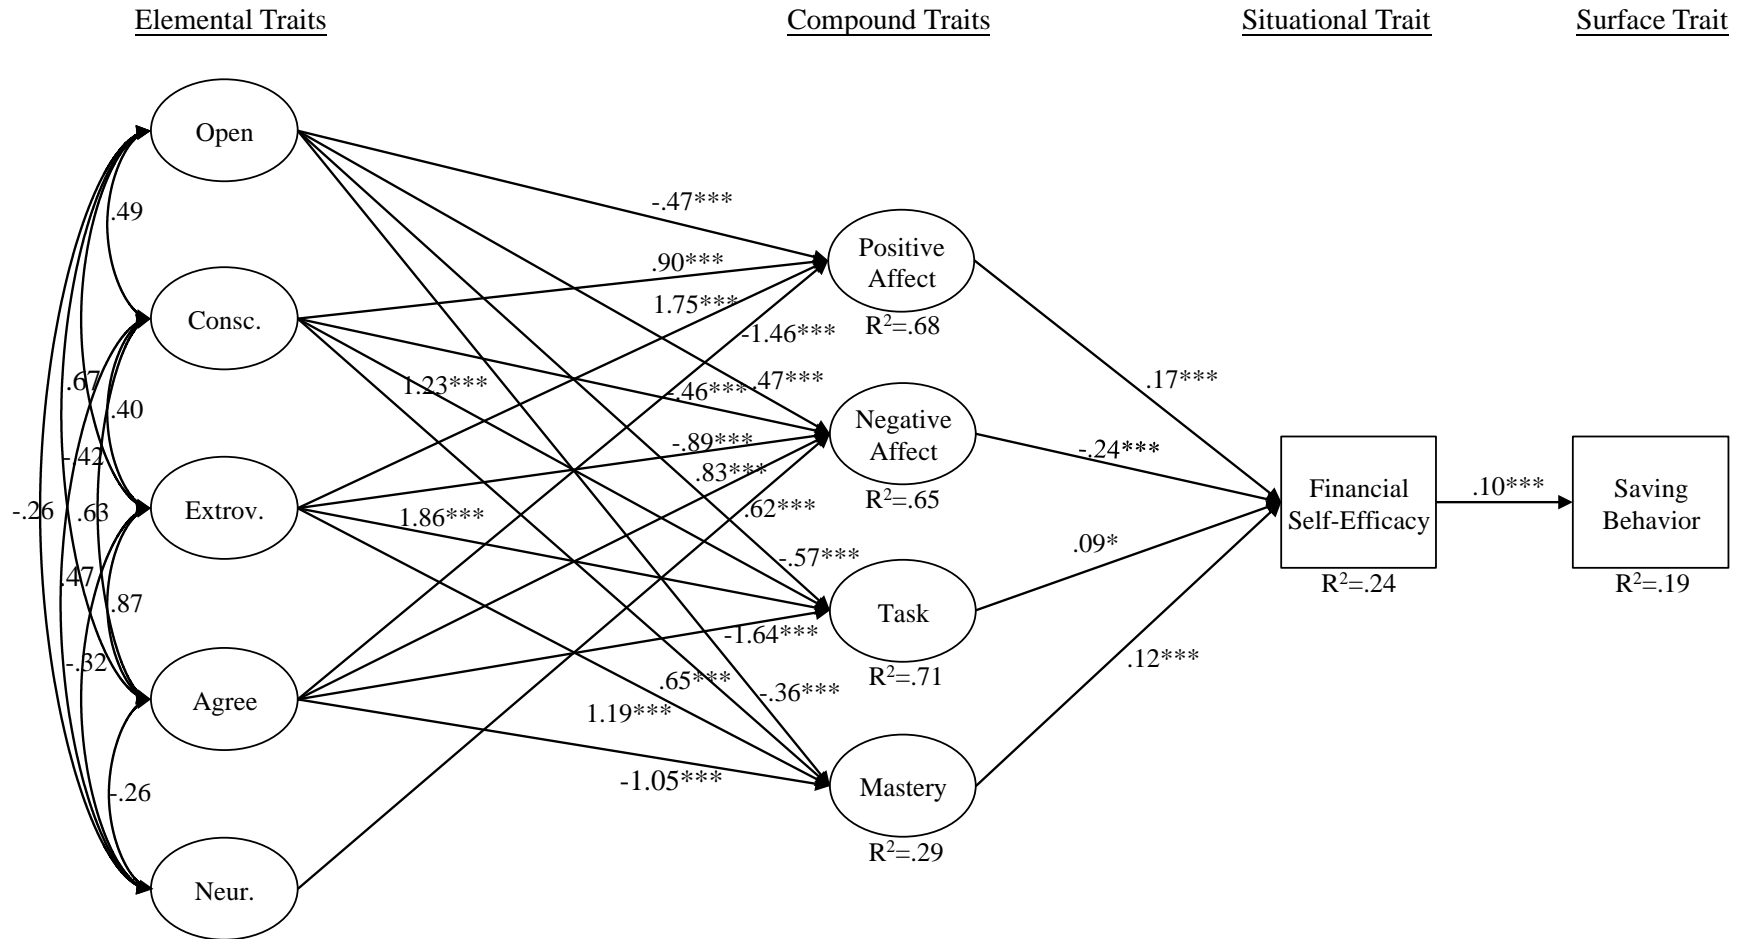 Elemental Traits
Compound Traits
Situational Trait
Surface Trait
Open
Consc.
Extrov.
Agree
Neur.
.49
.67
.40
-.42
-.26
.63
.47
.87
-.32
-.26
-.47***
.90***
1.75***
-1.46***
1.23***
-.46***
.47***
-.89***
.83***
1.86***
.62***
-.57***
-1.64***
.65***
-.36***
1.19***
-1.05***
Positive
Affect
R²=.68
Negative
Affect
R²=.65
Task
R²=.71
Mastery
R²=.29
.17***
-.24***
.09*
.12***
Financial
Self-Efficacy
R²=.24
.10***
Saving
Behavior
R²=.19